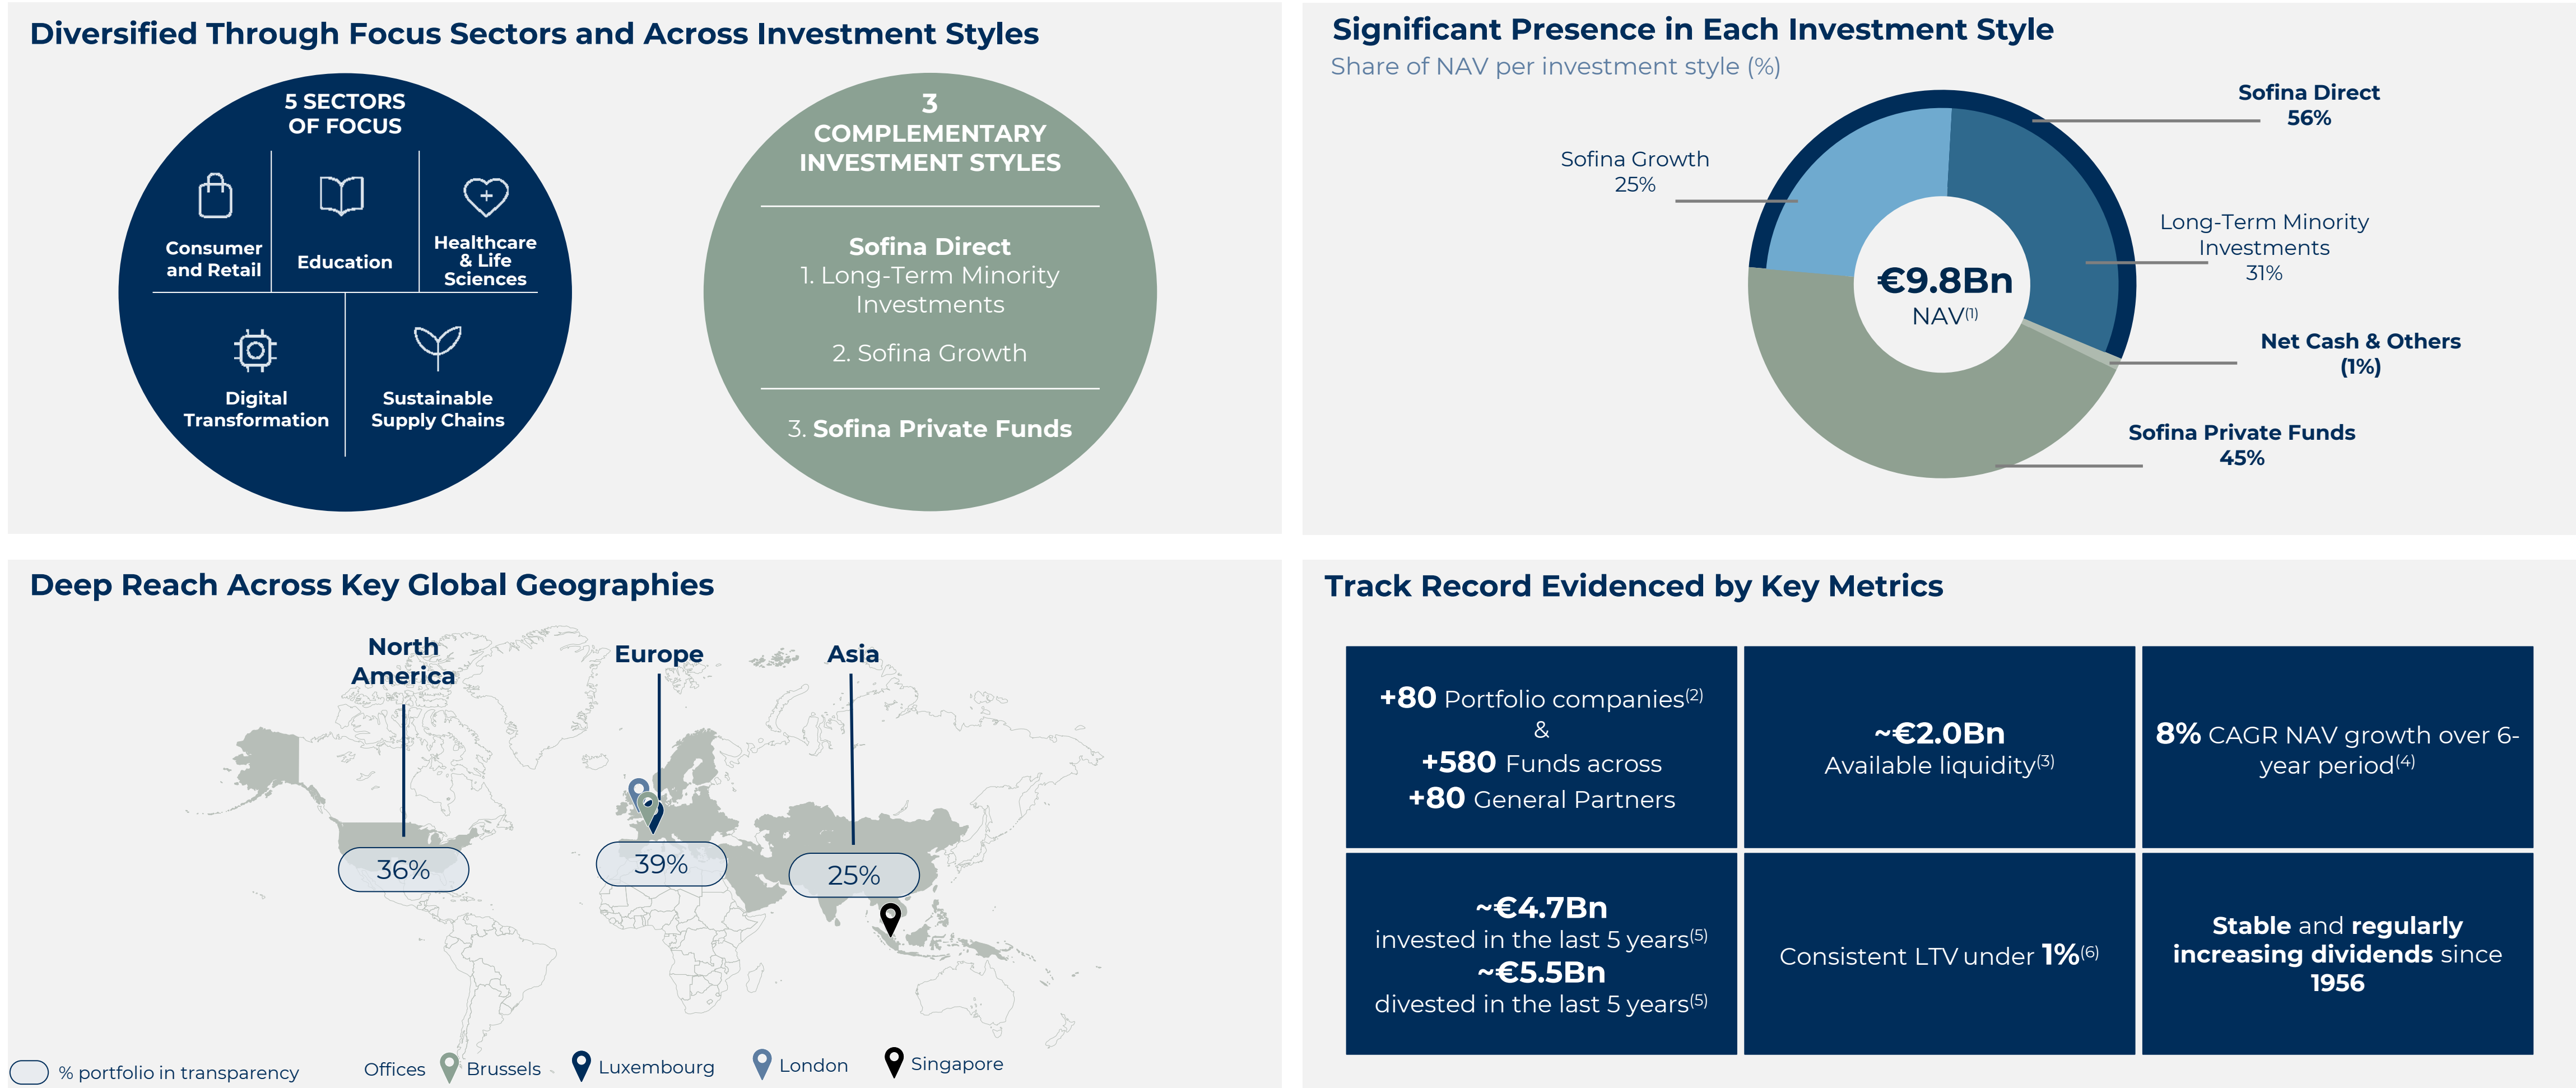 Diversified Through Focus Sectors and Across Investment Styles
5 SECTORS
OF FOCUS
Consumer
and Retail
Education
Healthcare
& Life
Sciences
Digital
Transformation
Sustainable
Supply Chains
3
COMPLEMENTARY
INVESTMENT STYLES
Sofina Direct
1. Long-Term Minority
Investments
2. Sofina Growth
3. Sofina Private Funds
Significant Presence in Each Investment Style
Share of NAV per investment style (%)
Sofina Direct
56%
Sofina Growth
25%
Long-Term Minority
Investments
31%
€9.8Bn
NAV(1)
Net Cash & Others
(1%)
Sofina Private Funds
45%
Deep Reach Across Key Global Geographies
North
America
Europe
Asia
36%
39%
25%
% portfolio in transparency
Offices
Brussels
Luxembourg
London
Singapore
Track Record Evidenced by Key Metrics
+80 Portfolio companies(2)
&
+580 Funds across
+80 General Partners
~€2.0Bn
Available liquidity(3)
8% CAGR NAV growth over 6-
year period(4)
~€4.7Bn
invested in the last 5 years(5)
~€5.5Bn
divested in the last 5 years(5)
Consistent LTV under 1%(6)
Stable and regularly
increasing dividends since
1956